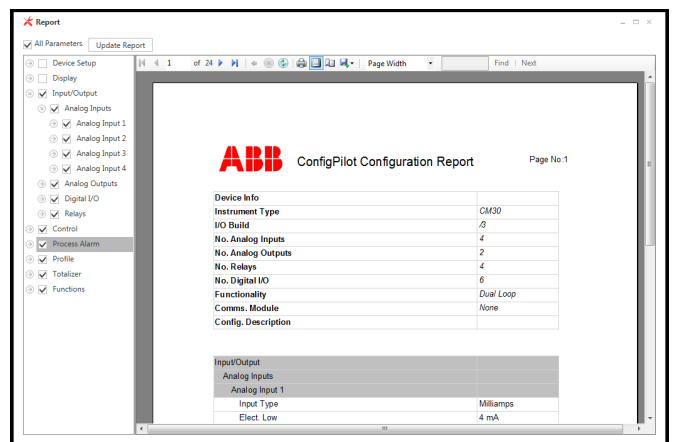 Report
All Parameters Update Report
Device Setup
Display
Input/Output
Analog Inputs
Analog Input 1
Analog Input 2
Analog Input 3
Analog Input 4
Analog Outputs
Digital I/O
Relays
Control
Process Alarm
Profile
Totalizer
Functions
1 of 24 Page Width Find | Next
ABB ConfigPilot Configuration Report Page No:1
Device Info
Instrument Type CM30
I/O Build /3
No. Analog Inputs 4
No. Analog Outputs 2
No. Relays 4
No. Digital I/O 6
Functionality Dual Loop
Comms. Module None
Config. Description
Input/Output
Analog Inputs
Analog Input 1
Input Type Milliamps
Elect. Low 4 mA